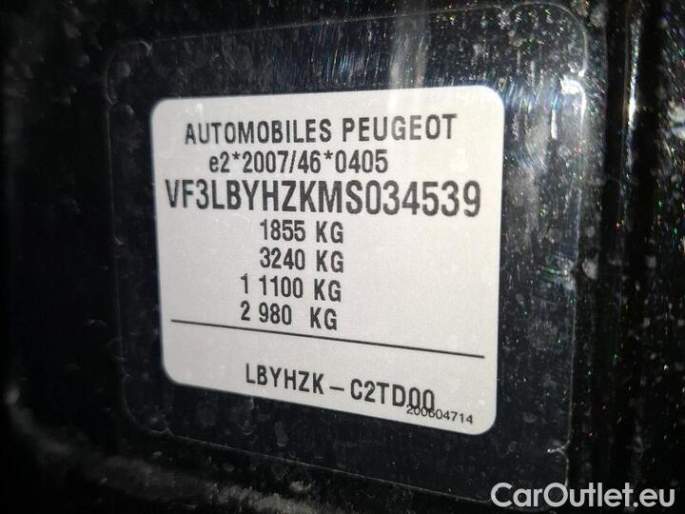 AUTOMOBILES PEUGEOT
e2*2007/46*0405
VF3LBYHZKMS034539
1855 KG
3240 KG
1 1100 KG
2 980 KG
LBYHZK – C2TD00
200604714
CarOutlet.eu